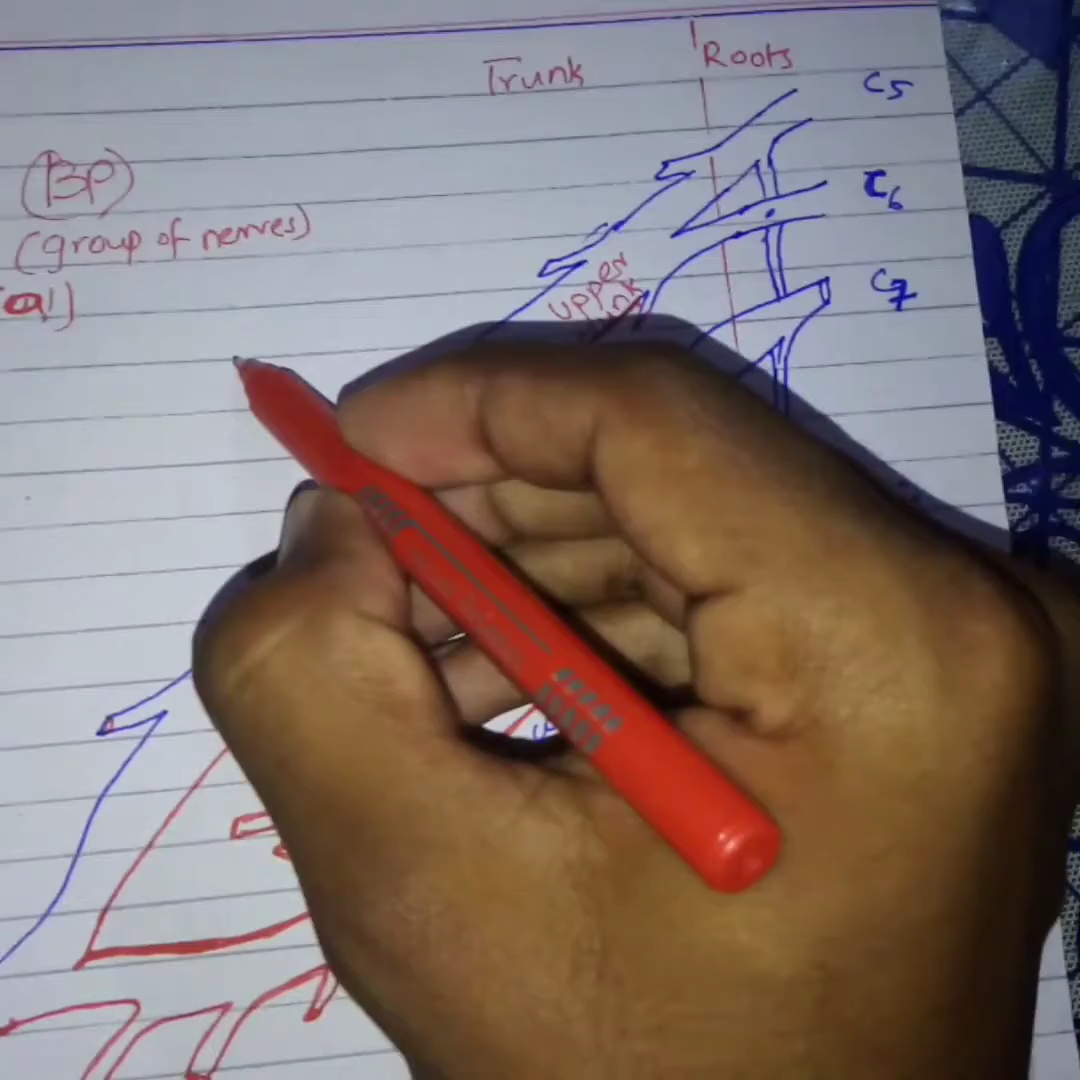 Trunk
Roots
C5
(BP)
C6
(group of nerves)
upper
C7